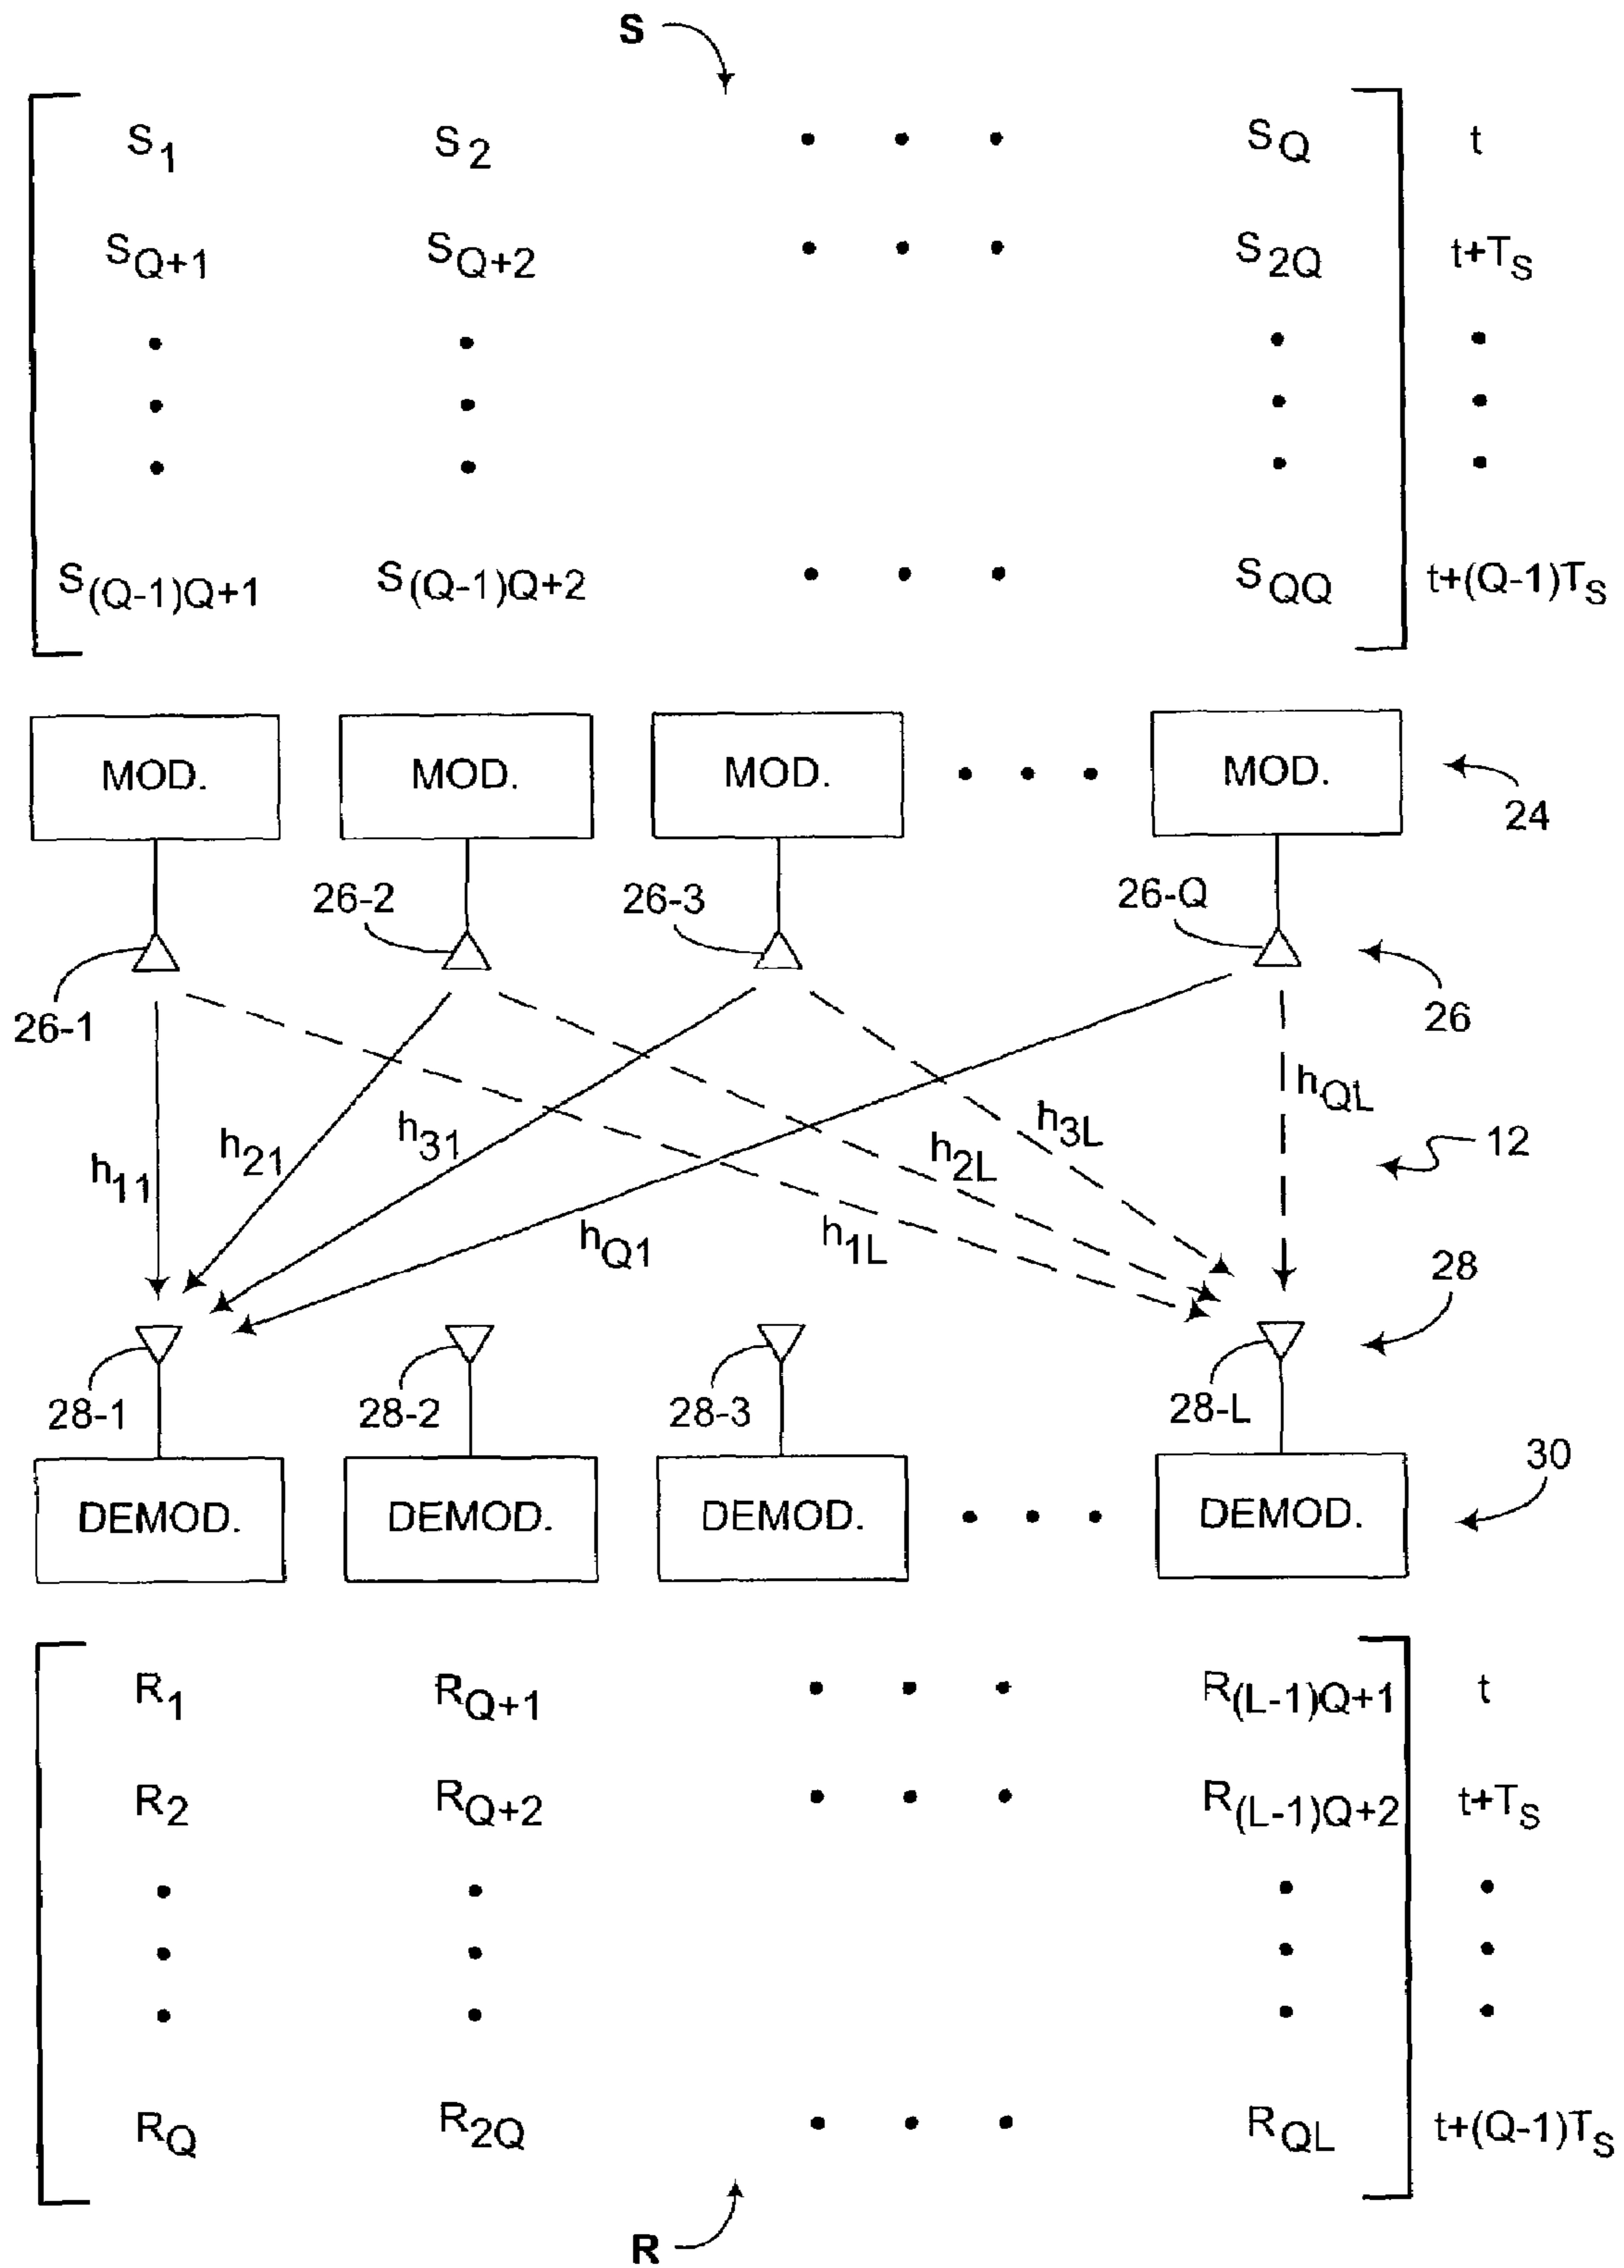 S
S1 S2 • • • SQ t
SQ+1 SQ+2 • • • S2Q t+TS
S(Q-1)Q+1 S(Q-1)Q+2 • • • SQQ t+(Q-1)TS
MOD. MOD. MOD. • • • MOD.
24
26-2 26-3 26-Q
26-1 26
hQL
h11 h21 h31 hQ1 h1L h2L h3L 12
28
28-1 28-2 28-3 28-L
30
DEMOD. DEMOD. DEMOD. • • • DEMOD.
R1 RQ+1 • • • R(L-1)Q+1 t
R2 RQ+2 • • • R(L-1)Q+2 t+TS
RQ R2Q • • • RQL t+(Q-1)TS
R